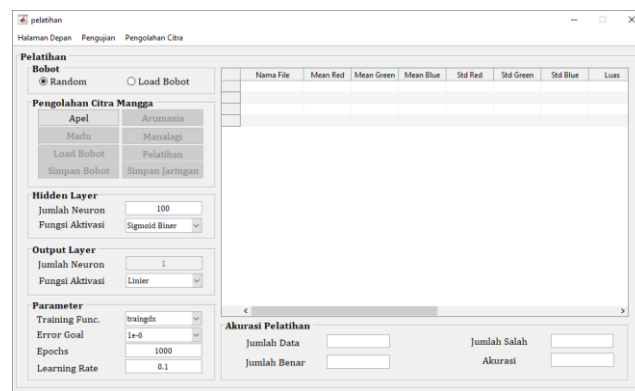 pelatihan
Halaman Depan Pengujian Pengolahan Citra
Pelatihan
Bobot
Random Load Bobot
Pengolahan Citra Mangga
Apel Arumanis
Madu Manalagi
Load Bobot Pelatihan
Simpan Bobot Simpan Jaringan
Hidden Layer
Jumlah Neuron 100
Fungsi Aktivasi Sigmoid Biner
Output Layer
Jumlah Neuron 1
Fungsi Aktivasi Linier
Parameter
Training Func. traingdx
Error Goal 1e-6
Epochs 1000
Learning Rate 0.1
Nama File Mean Red Mean Green Mean Blue Std Red Std Green Std Blue Luas
Akurasi Pelatihan
Jumlah Data Jumlah Salah
Jumlah Benar Akurasi